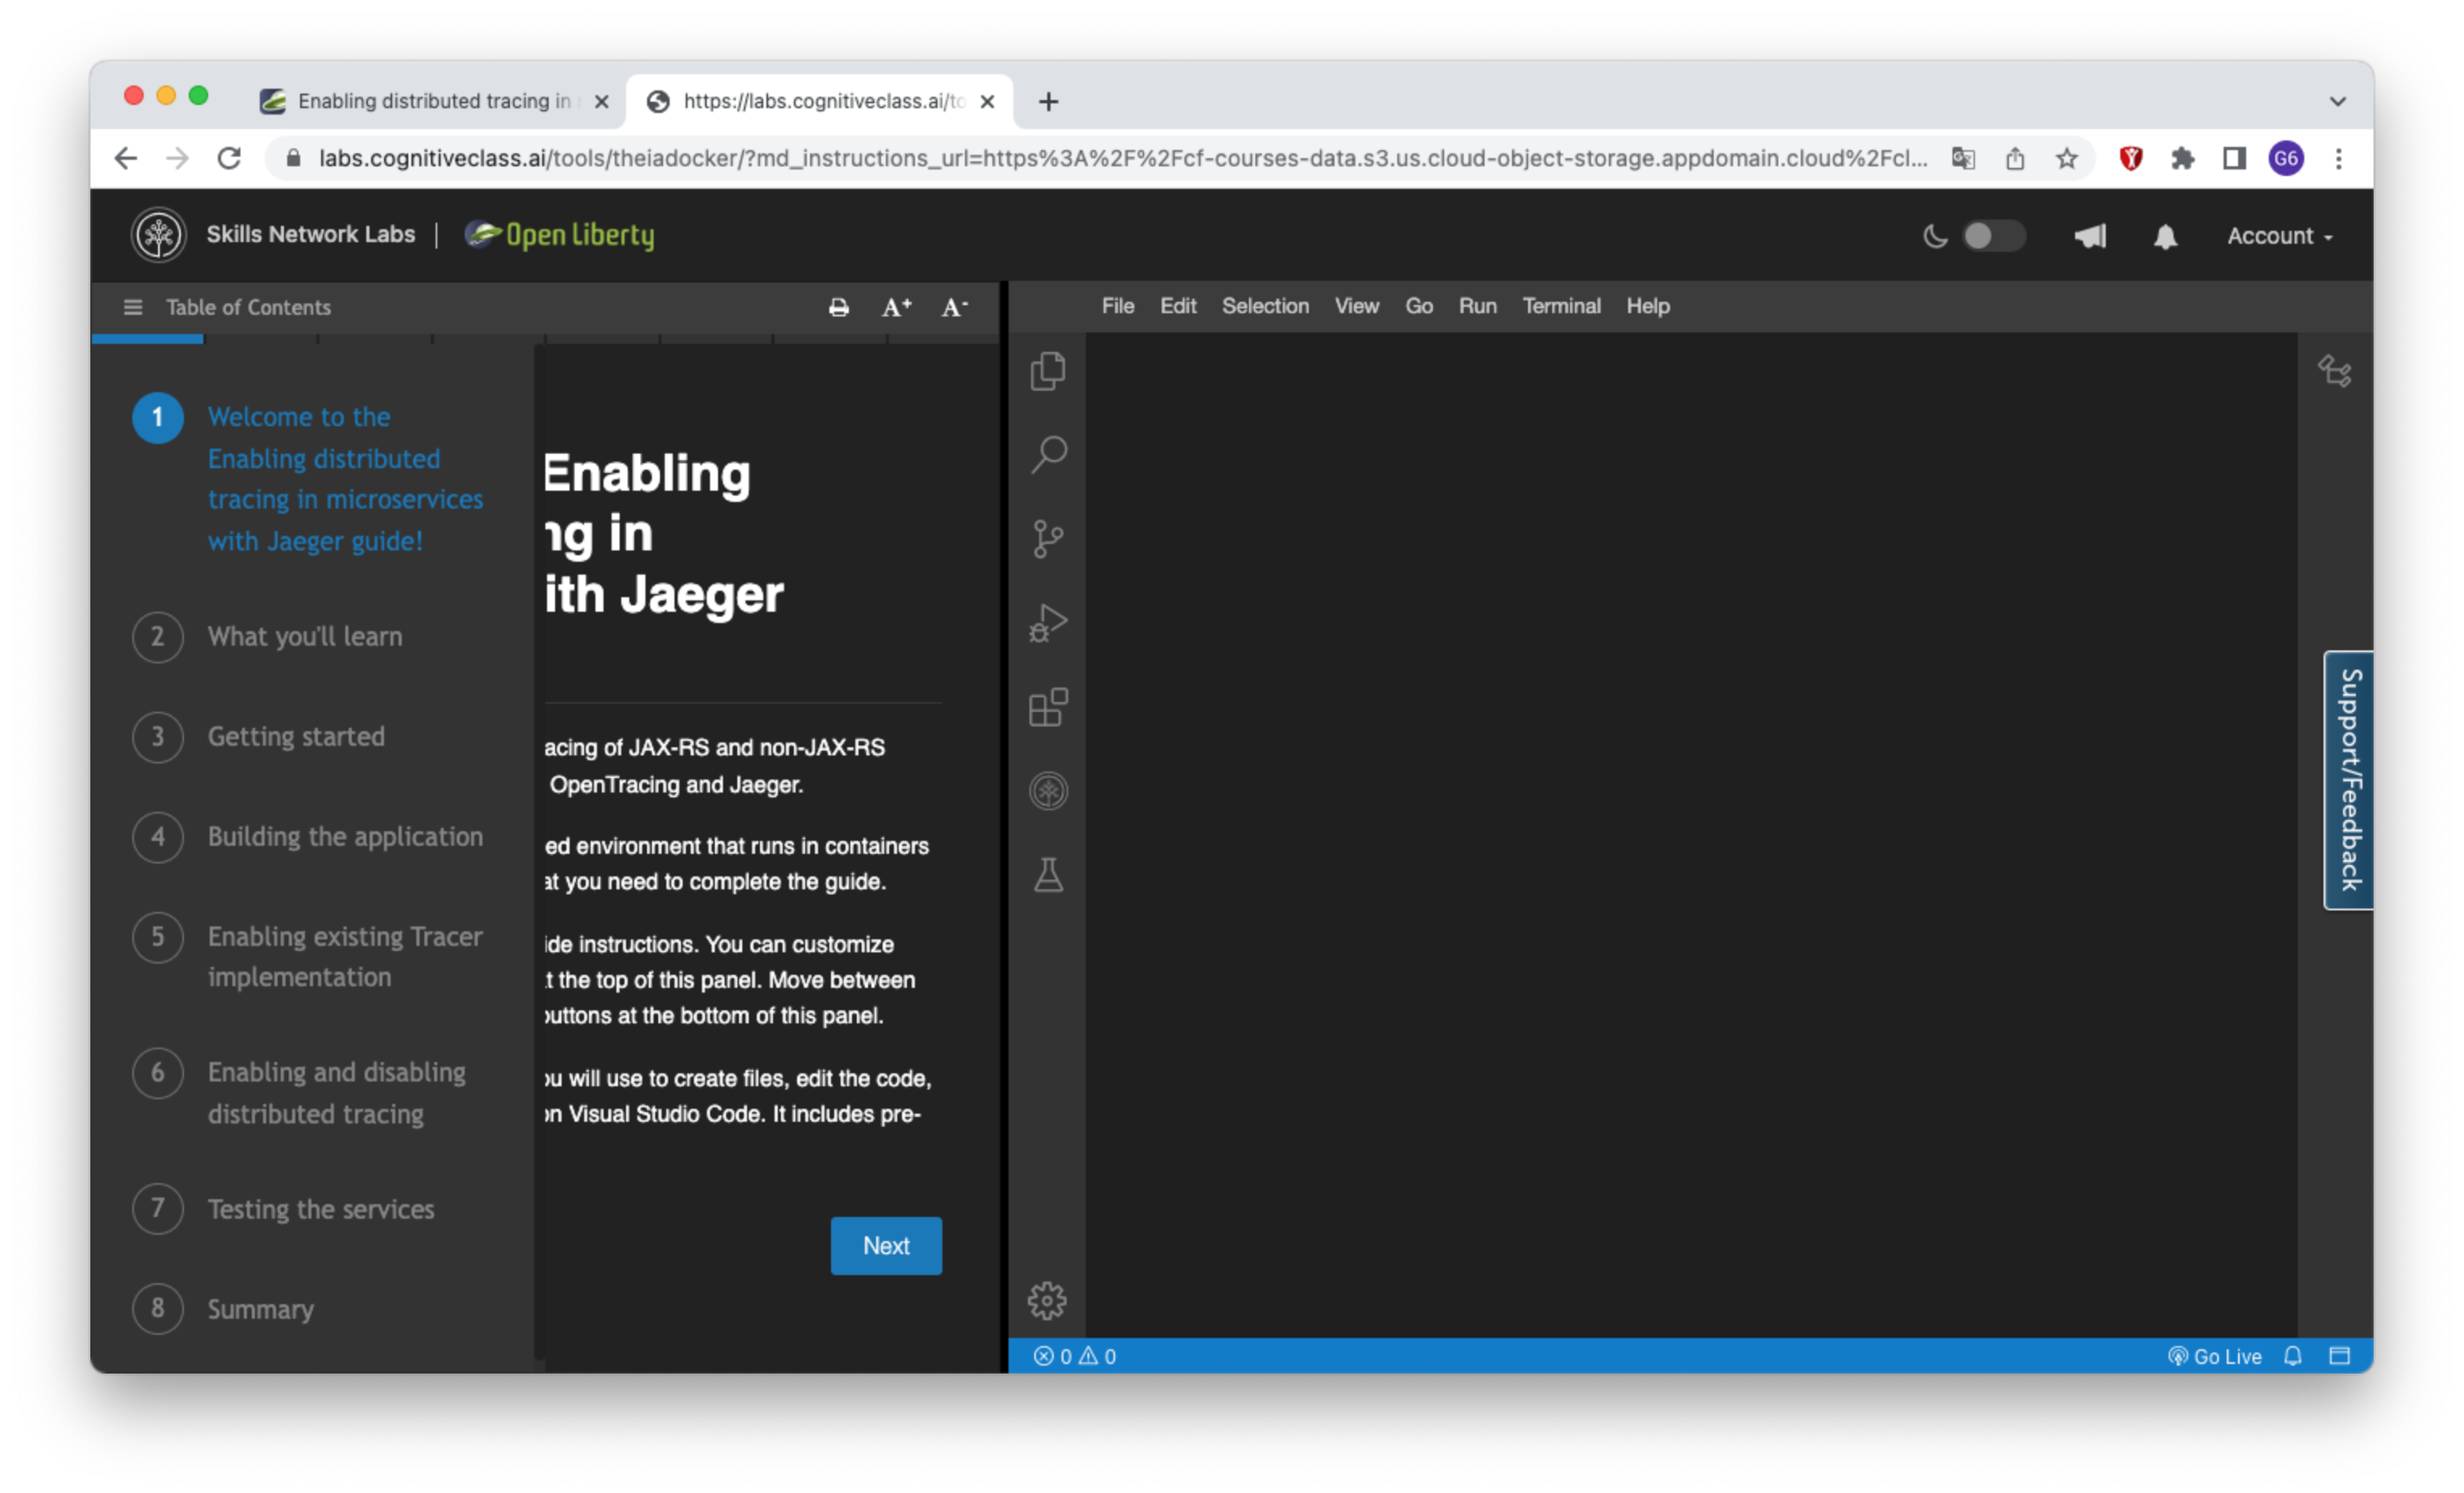 Enabling distributed tracing in
https://labs.cognitiveclass.ai/to
labs.cognitiveclass.ai/tools/theiadocker/?md_instructions_url=https%3A%2F%2Fcf-courses-data.s3.us.cloud-object-storage.appdomain.cloud%2Fcl...
G6
Skills Network Labs | Open Liberty
Account
Table of Contents
A+ A-
File Edit Selection View Go Run Terminal Help
1 Welcome to the
Enabling distributed
tracing in microservices
with Jaeger guide!
2 What you'll learn
3 Getting started
4 Building the application
5 Enabling existing Tracer
implementation
6 Enabling and disabling
distributed tracing
7 Testing the services
8 Summary
Enabling
ng in
ith Jaeger
acing of JAX-RS and non-JAX-RS
OpenTracing and Jaeger.
ed environment that runs in containers
at you need to complete the guide.
ide instructions. You can customize
t the top of this panel. Move between
outtons at the bottom of this panel.
ou will use to create files, edit the code,
on Visual Studio Code. It includes pre-
Next
Support/Feedback
0 0
Go Live